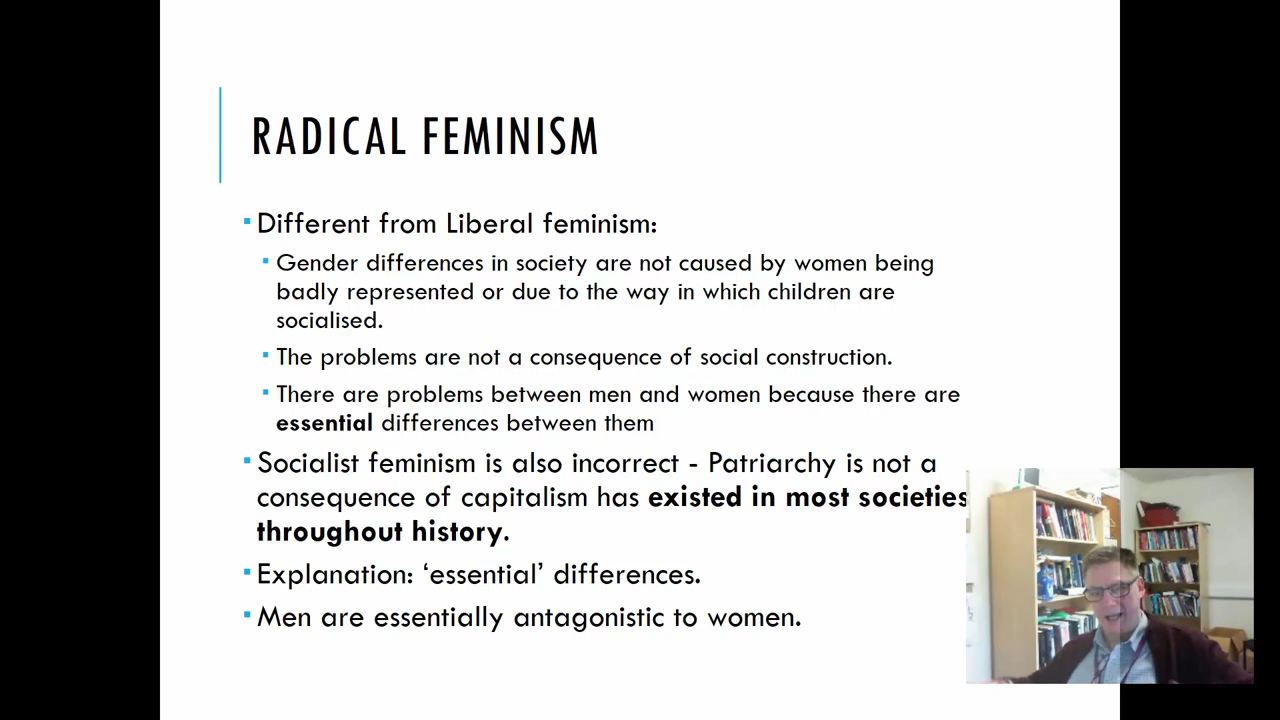 RADICAL FEMINISM
Different from Liberal feminism:
Gender differences in society are not caused by women being
badly represented or due to the way in which children are
socialised.
The problems are not a consequence of social construction.
There are problems between men and women because there are
essential differences between them
Socialist feminism is also incorrect - Patriarchy is not a
consequence of capitalism has existed in most societies
throughout history.
Explanation: ‘essential’ differences.
Men are essentially antagonistic to women.